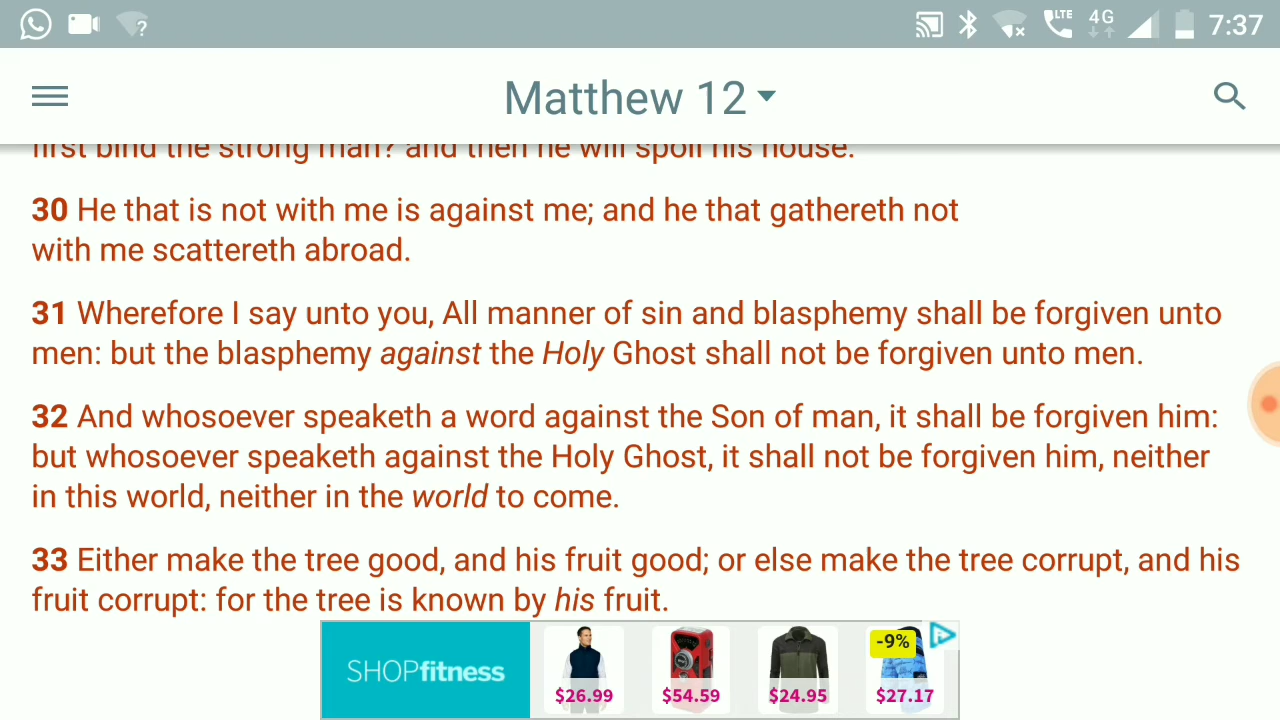 ?
LTE
4G
7:37
Matthew 12
first bind the strong man? and then he will spoil his house.
30 He that is not with me is against me; and he that gathereth not
with me scattereth abroad.
31 Wherefore I say unto you, All manner of sin and blasphemy shall be forgiven unto
men: but the blasphemy against the Holy Ghost shall not be forgiven unto men.
32 And whosoever speaketh a word against the Son of man, it shall be forgiven him:
but whosoever speaketh against the Holy Ghost, it shall not be forgiven him, neither
in this world, neither in the world to come.
33 Either make the tree good, and his fruit good; or else make the tree corrupt, and his
fruit corrupt: for the tree is known by his fruit.
SHOPfitness
-9%
$26.99
$54.59
$24.95
$27.17